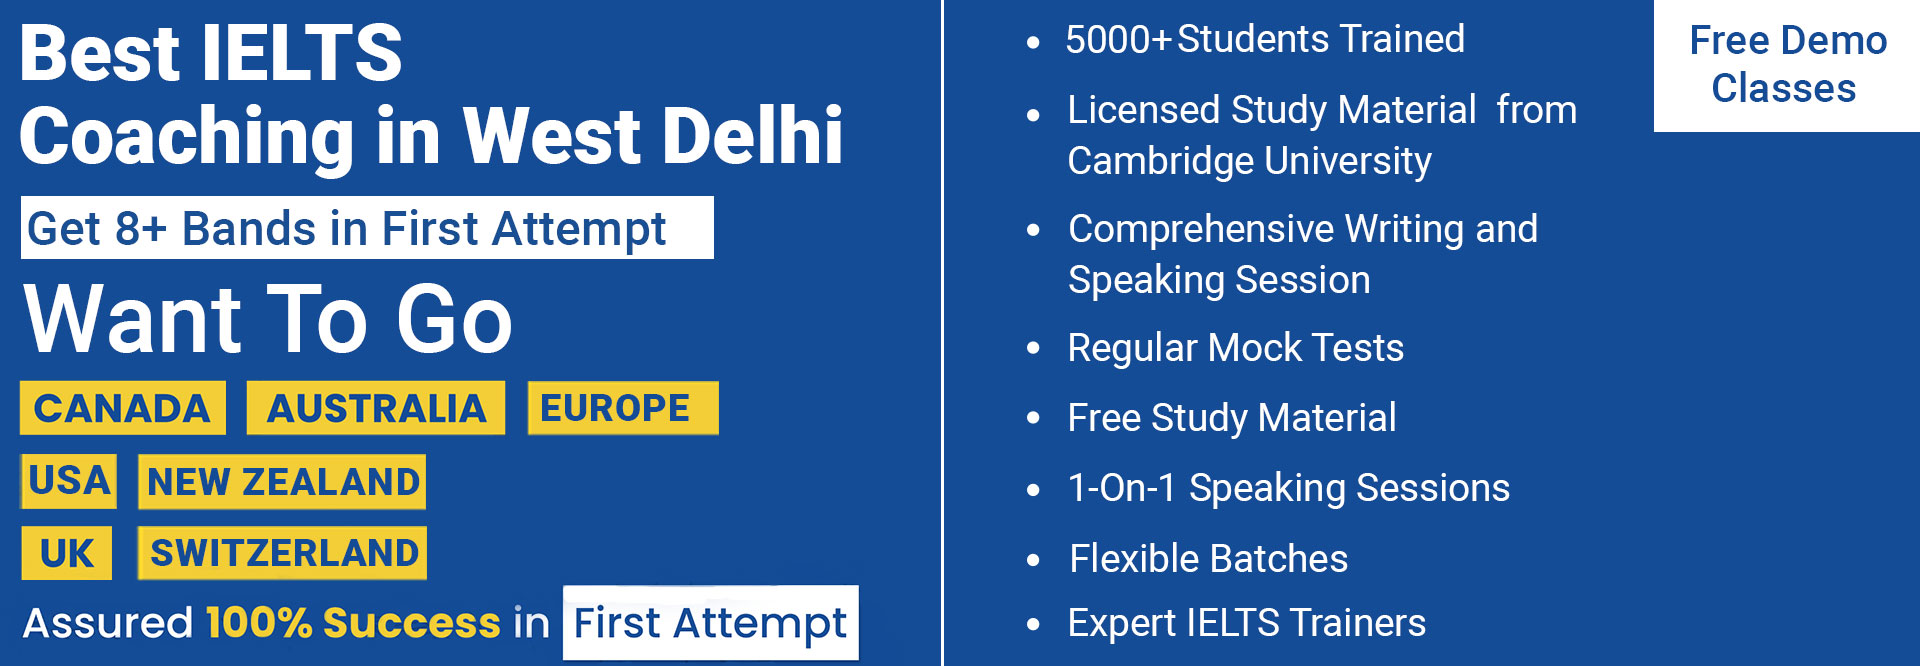 Best IELTS
Coaching in West Delhi
Get 8+ Bands in First Attempt
Want To Go
CANADA AUSTRALIA EUROPE
USA NEW ZEALAND
UK SWITZERLAND
Assured 100% Success in First Attempt
5000+ Students Trained
Licensed Study Material from
Cambridge University
Comprehensive Writing and
Speaking Session
Regular Mock Tests
Free Study Material
1-On-1 Speaking Sessions
Flexible Batches
Expert IELTS Trainers
Free Demo
Classes